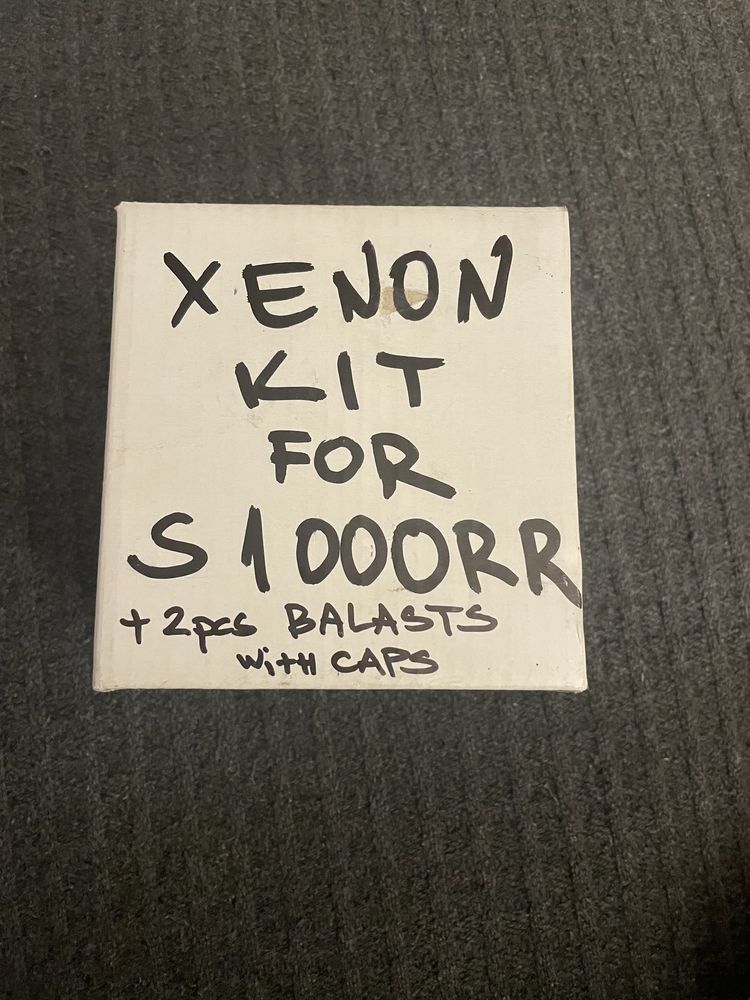 XENON
KIT
FOR
S1000RR
+ 2pcs BALASTS
with CAPS